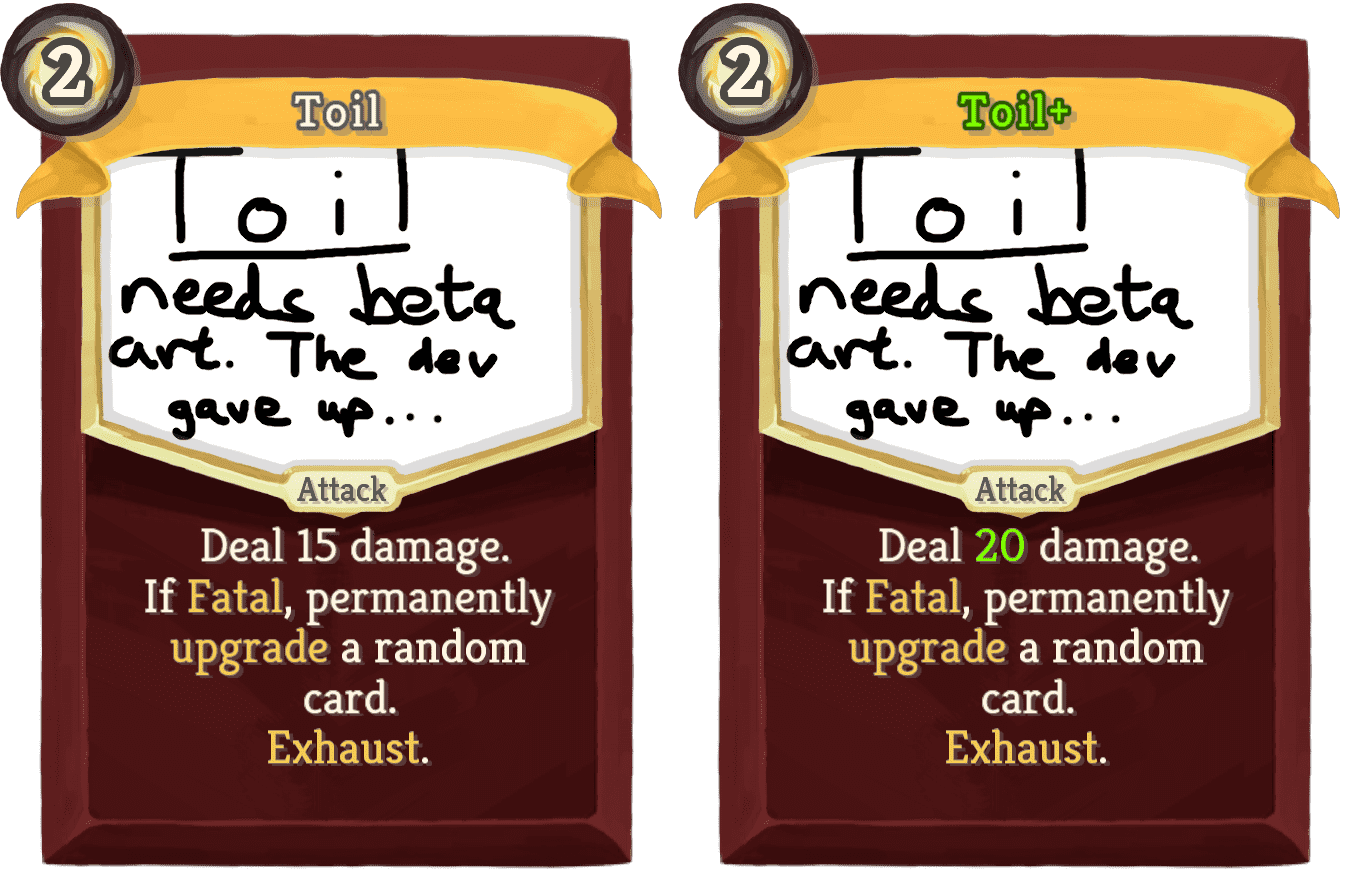 2
Toil
Toil
needs beta
art. The dev
gave up...
Attack
Deal 15 damage.
If Fatal, permanently
upgrade a random
card.
Exhaust.
2
Toil+
Toil
needs beta
art. The dev
gave up...
Attack
Deal 20 damage.
If Fatal, permanently
upgrade a random
card.
Exhaust.